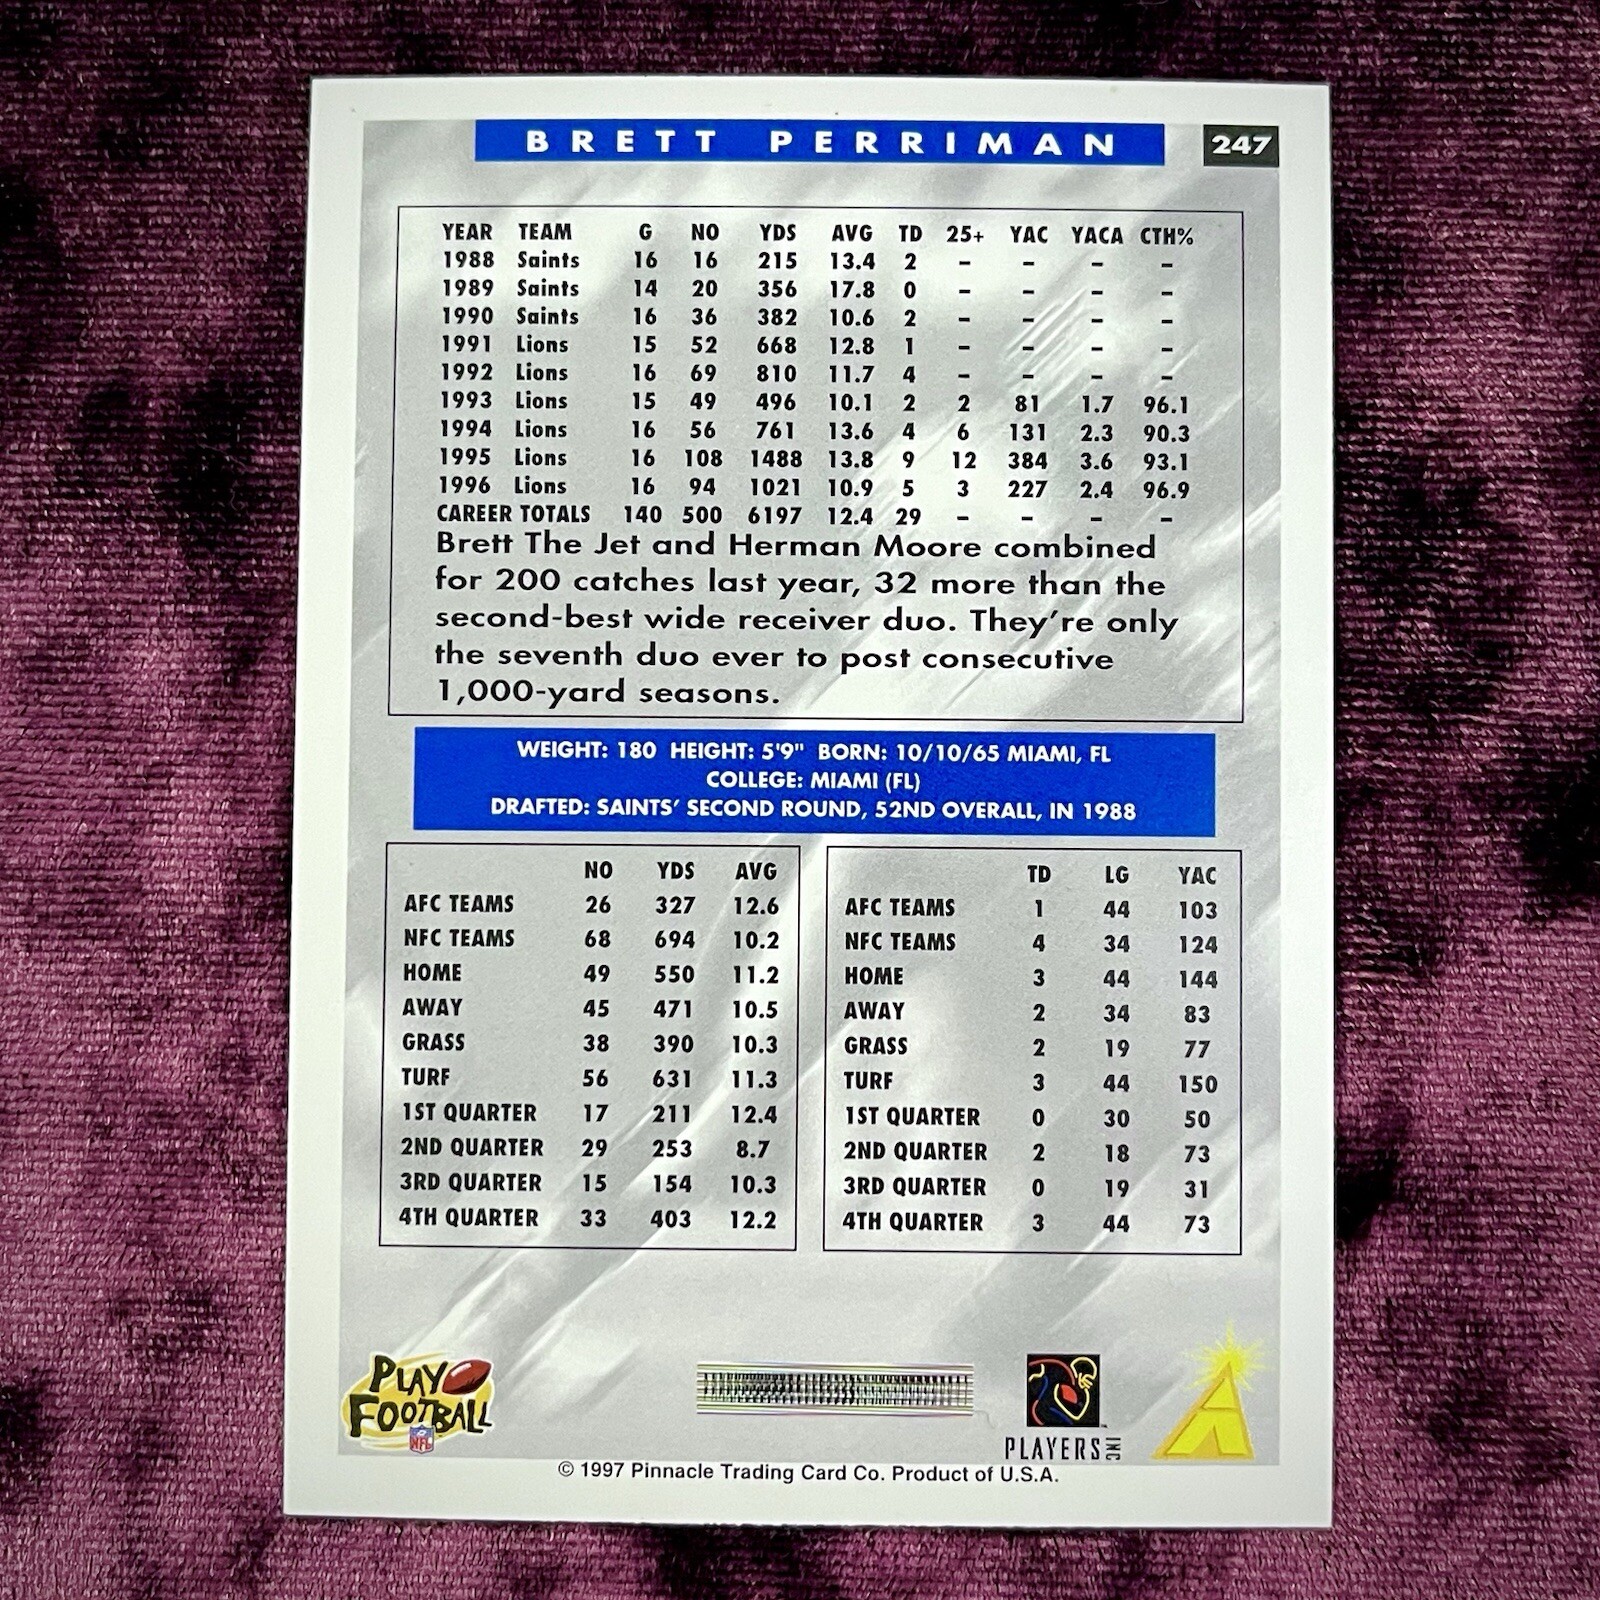 BRETT PERRIMAN 247
YEAR TEAM G NO YDS AVG TD 25+ YAC YACA CTH%
1988 Saints 16 16 215 13.4 2 – – – –
1989 Saints 14 20 356 17.8 0 – – – –
1990 Saints 16 36 382 10.6 2 – – – –
1991 Lions 15 52 668 12.8 1 – – – –
1992 Lions 16 69 810 11.7 4 – – – –
1993 Lions 15 49 496 10.1 2 2 81 1.7 96.1
1994 Lions 16 56 761 13.6 4 6 131 2.3 90.3
1995 Lions 16 108 1488 13.8 9 12 384 3.6 93.1
1996 Lions 16 94 1021 10.9 5 3 227 2.4 96.9
CAREER TOTALS 140 500 6197 12.4 29 – – – –
Brett The Jet and Herman Moore combined
for 200 catches last year, 32 more than the
second-best wide receiver duo. They're only
the seventh duo ever to post consecutive
1,000-yard seasons.
WEIGHT: 180 HEIGHT: 5'9" BORN: 10/10/65 MIAMI, FL
COLLEGE: MIAMI (FL)
DRAFTED: SAINTS' SECOND ROUND, 52ND OVERALL, IN 1988
NO YDS AVG
AFC TEAMS 26 327 12.6
NFC TEAMS 68 694 10.2
HOME 49 550 11.2
AWAY 45 471 10.5
GRASS 38 390 10.3
TURF 56 631 11.3
1ST QUARTER 17 211 12.4
2ND QUARTER 29 253 8.7
3RD QUARTER 15 154 10.3
4TH QUARTER 33 403 12.2
TD LG YAC
AFC TEAMS 1 44 103
NFC TEAMS 4 34 124
HOME 3 44 144
AWAY 2 34 83
GRASS 2 19 77
TURF 3 44 150
1ST QUARTER 0 30 50
2ND QUARTER 2 18 73
3RD QUARTER 0 19 31
4TH QUARTER 3 44 73
PLAY
FOOTBALL
NFL
PLAYERS INC
© 1997 Pinnacle Trading Card Co. Product of U.S.A.